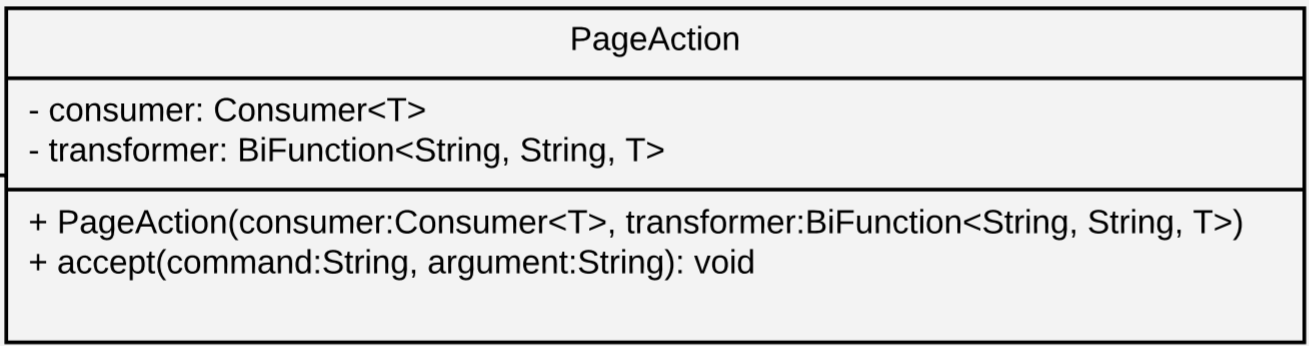 PageAction
- consumer: Consumer<T>
- transformer: BiFunction<String, String, T>
+ PageAction(consumer:Consumer<T>, transformer:BiFunction<String, String, T>)
+ accept(command:String, argument:String): void